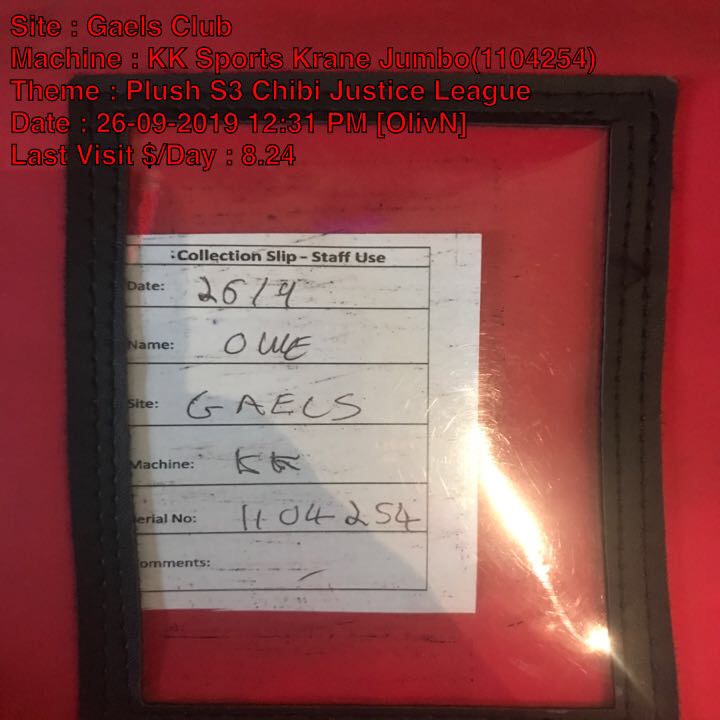 Site : Gaels Club
Machine : KK Sports Krane Jumbo(1104254)
Theme : Plush S3 Chibi Justice League
Date : 26-09-2019 12:31 PM [OlivN]
Last Visit $/Day : 8.24
Collection Slip – Staff Use
Date: 26/9
Name:
Site: GAELS
Machine: KK
erial No: 1104254
omments: